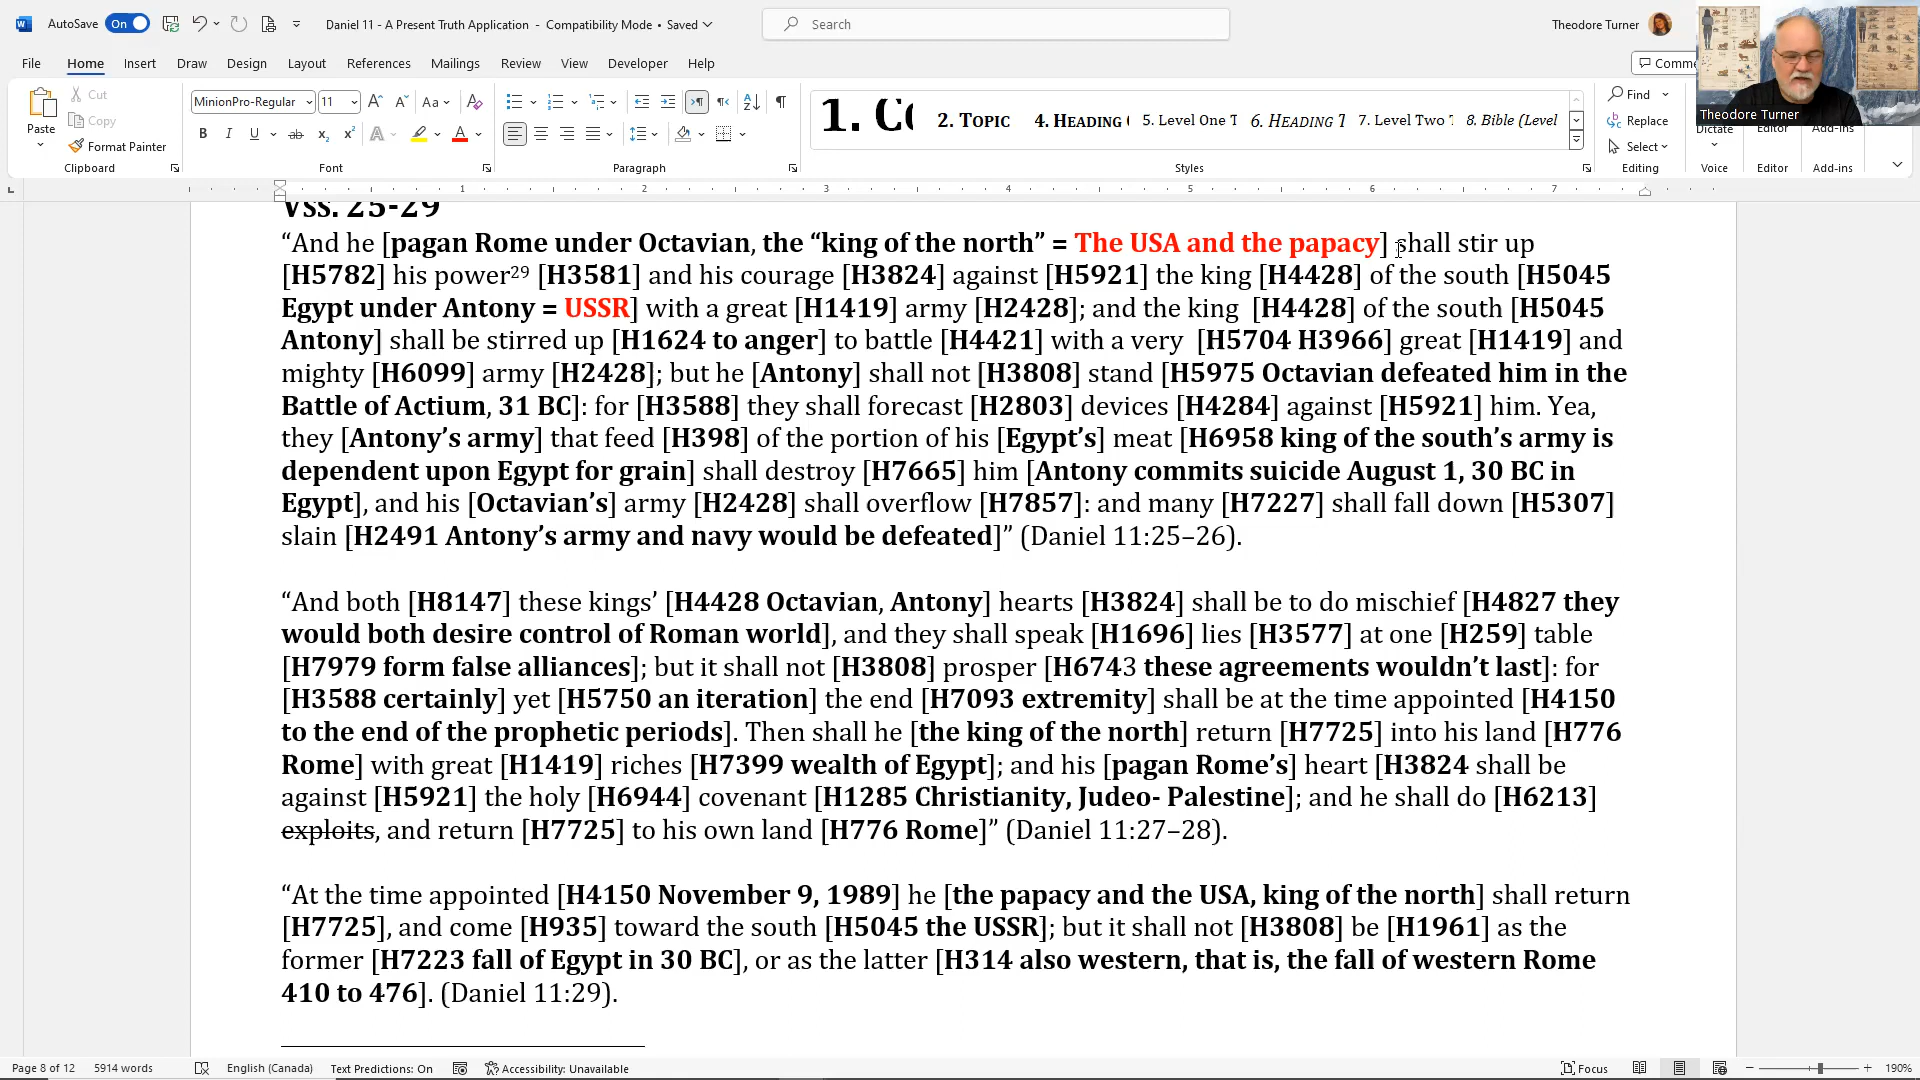 AutoSave On Daniel 11 - A Present Truth Application - Compatibility Mode • Saved Search Theodore Turner
File Home Insert Draw Design Layout References Mailings Review View Developer Help Comme
Paste Cut Copy Format Painter Clipboard
MinionPro-Regular 11 Aa Font
Paragraph
1. Co 2. Topic 4. Heading 5. Level One T 6. Heading T 7. Level Two T 8. Bible (Level Styles
Find Replace Select Editing
Dictate Voice Editor Editor Add-ins Add-ins
Theodore Turner
1 2 3 4 5 6 7
Vss. 25-29
“And he [pagan Rome under Octavian, the “king of the north” = The USA and the papacy] shall stir up
[H5782] his power29 [H3581] and his courage [H3824] against [H5921] the king [H4428] of the south [H5045
Egypt under Antony = USSR] with a great [H1419] army [H2428]; and the king [H4428] of the south [H5045
Antony] shall be stirred up [H1624 to anger] to battle [H4421] with a very [H5704 H3966] great [H1419] and
mighty [H6099] army [H2428]; but he [Antony] shall not [H3808] stand [H5975 Octavian defeated him in the
Battle of Actium, 31 BC]: for [H3588] they shall forecast [H2803] devices [H4284] against [H5921] him. Yea,
they [Antony’s army] that feed [H398] of the portion of his [Egypt’s] meat [H6958 king of the south’s army is
dependent upon Egypt for grain] shall destroy [H7665] him [Antony commits suicide August 1, 30 BC in
Egypt], and his [Octavian’s] army [H2428] shall overflow [H7857]: and many [H7227] shall fall down [H5307]
slain [H2491 Antony’s army and navy would be defeated]” (Daniel 11:25–26).
“And both [H8147] these kings’ [H4428 Octavian, Antony] hearts [H3824] shall be to do mischief [H4827 they
would both desire control of Roman world], and they shall speak [H1696] lies [H3577] at one [H259] table
[H7979 form false alliances]; but it shall not [H3808] prosper [H6743 these agreements wouldn’t last]: for
[H3588 certainly] yet [H5750 an iteration] the end [H7093 extremity] shall be at the time appointed [H4150
to the end of the prophetic periods]. Then shall he [the king of the north] return [H7725] into his land [H776
Rome] with great [H1419] riches [H7399 wealth of Egypt]; and his [pagan Rome’s] heart [H3824 shall be
against [H5921] the holy [H6944] covenant [H1285 Christianity, Judeo- Palestine]; and he shall do [H6213]
exploits, and return [H7725] to his own land [H776 Rome]” (Daniel 11:27–28).
“At the time appointed [H4150 November 9, 1989] he [the papacy and the USA, king of the north] shall return
[H7725], and come [H935] toward the south [H5045 the USSR]; but it shall not [H3808] be [H1961] as the
former [H7223 fall of Egypt in 30 BC], or as the latter [H314 also western, that is, the fall of western Rome
410 to 476]. (Daniel 11:29).
Page 8 of 12 5914 words English (Canada) Text Predictions: On Accessibility: Unavailable Focus 190%